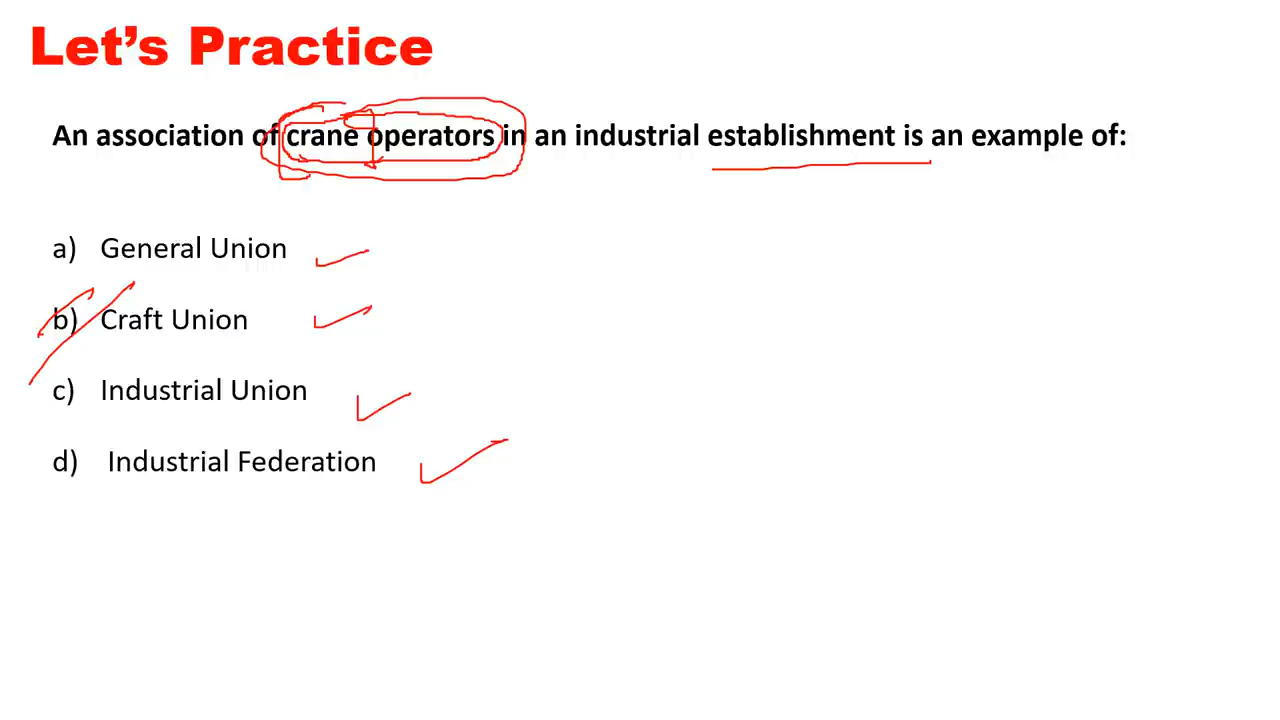 Let's Practice
An association of crane operators in an industrial establishment is an example of:
a) General Union
b) Craft Union
c) Industrial Union
d) Industrial Federation